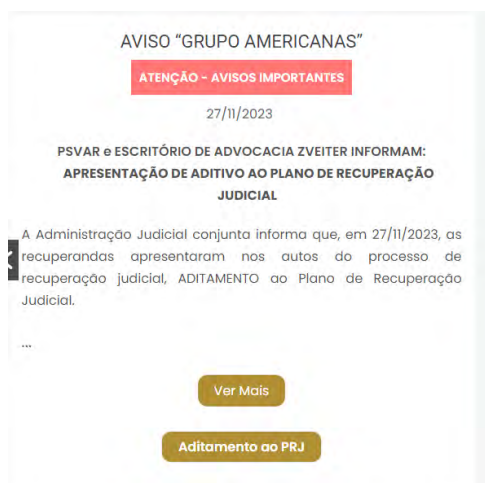 AVISO “GRUPO AMERICANAS”
ATENÇÃO - AVISOS IMPORTANTES
27/11/2023
PSVAR e ESCRITÓRIO DE ADVOCACIA ZVEITER INFORMAM:
APRESENTAÇÃO DE ADITIVO AO PLANO DE RECUPERAÇÃO
JUDICIAL
A Administração Judicial conjunta informa que, em 27/11/2023, as
recuperandas apresentaram nos autos do processo de
recuperação judicial, ADITAMENTO ao Plano de Recuperação
Judicial.
...
Ver Mais
Aditamento ao PRJ